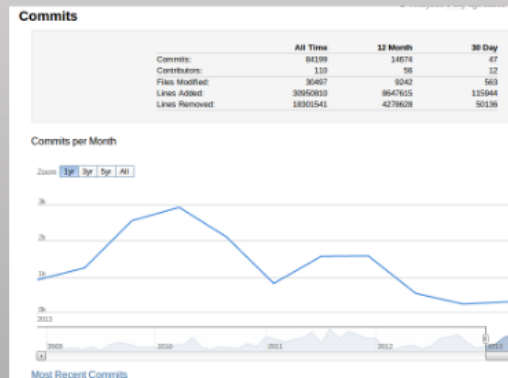 Commits
All Time 12 Month 30 Day
Commits: 84199 14674 47
Contributors: 110 56 12
Files Modified: 30497 9242 563
Lines Added: 30950810 8647615 115944
Lines Removed: 18301541 4278628 50136
Commits per Month
Zoom 1yr 3yr 5yr All
3k
2k
1k
0k
2013
2009 2010 2011 2012 2013
Most Recent Commits